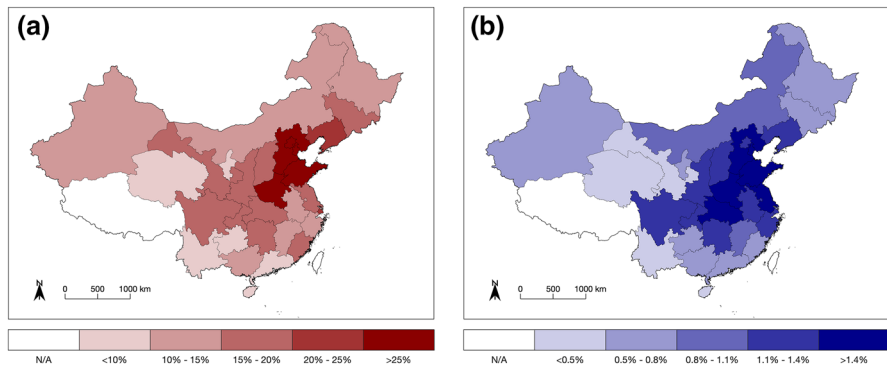 (a)
N
0 500 1000 km
N/A <10% 10% - 15% 15% - 20% 20% - 25% >25%
(b)
N
0 500 1000 km
N/A <0.5% 0.5% - 0.8% 0.8% - 1.1% 1.1% - 1.4% >1.4%